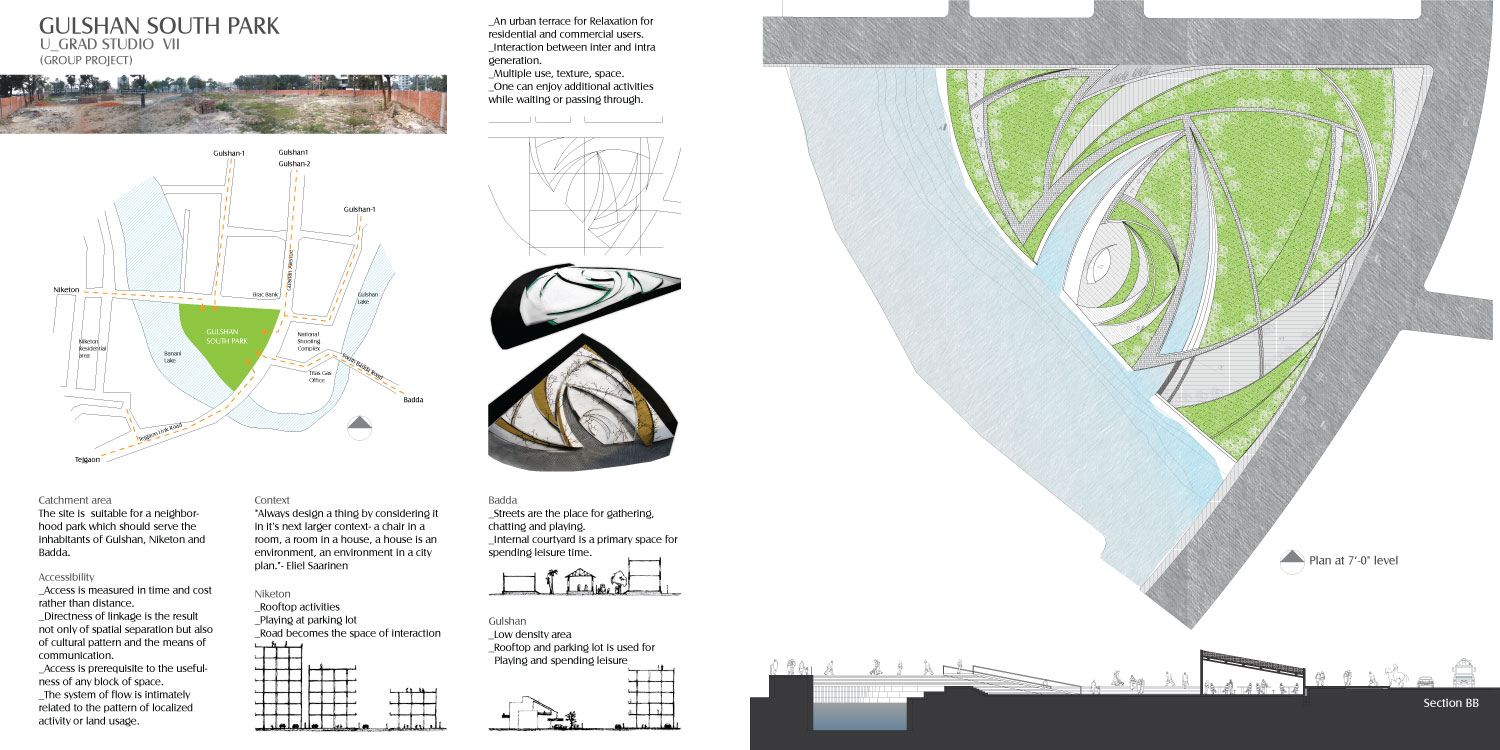 GULSHAN SOUTH PARK
U_GRAD STUDIO VII
(GROUP PROJECT)
_An urban terrace for Relaxation for
residential and commercial users.
_Interaction between inter and intra
generation.
_Multiple use, texture, space.
_One can enjoy additional activities
while waiting or passing through.
Gulshan-1
Gulshan1
Gulshan-2
Gulshan-1
Gulshan Avenue
Niketon
Brac Bank
Gulshan
Lake
GULSHAN
SOUTH PARK
National
Shooting
Complex
Niketon
Residential
area
Banani
Lake
South Badda Road
Titas Gas
Office
Badda
Tejgaon Link Road
Tejgaon
Catchment area
The site is suitable for a neighbor-
hood park which should serve the
inhabitants of Gulshan, Niketon and
Badda.
Accessibility
_Access is measured in time and cost
rather than distance.
_Directness of linkage is the result
not only of spatial separation but also
of cultural pattern and the means of
communication.
_Access is prerequisite to the useful-
ness of any block of space.
_The system of flow is intimately
related to the pattern of localized
activity or land usage.
Context
"Always design a thing by considering it
in it's next larger context- a chair in a
room, a room in a house, a house is an
environment, an environment in a city
plan."- Eliel Saarinen
Niketon
_Rooftop activities
_Playing at parking lot
_Road becomes the space of interaction
Badda
_Streets are the place for gathering,
chatting and playing.
_Internal courtyard is a primary space for
spending leisure time.
Gulshan
_Low density area
_Rooftop and parking lot is used for
Playing and spending leisure
Plan at 7'-0" level
Section BB